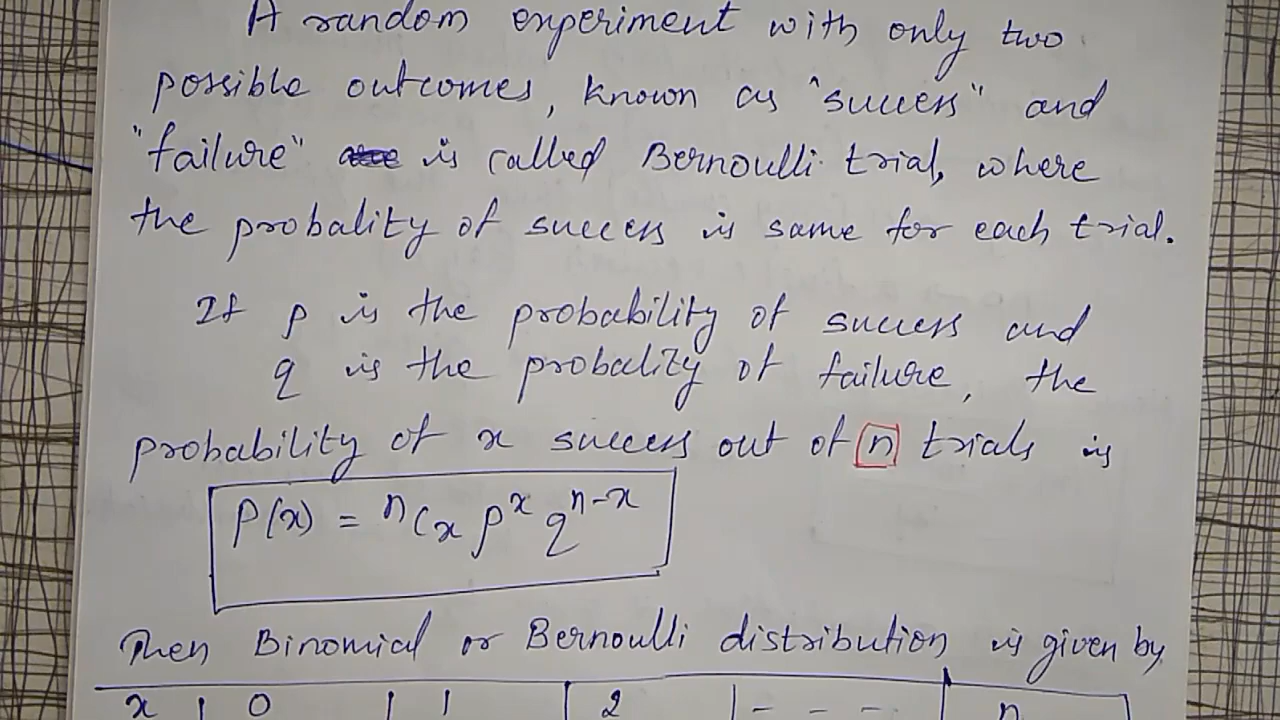 A random experiment with only two
possible outcomes, known as "success" and
"failure" is called Bernoulli trial, where
the probality of success is same for each trial.
If p is the probability of success and
q is the probality of failure, the
probability of x success out of n trials is
P(x) = ⁿCₓ pˣ qⁿ⁻ˣ
Then Binomial or Bernoulli distribution is given by
x | 0 | 1 | 2 | - - - | n